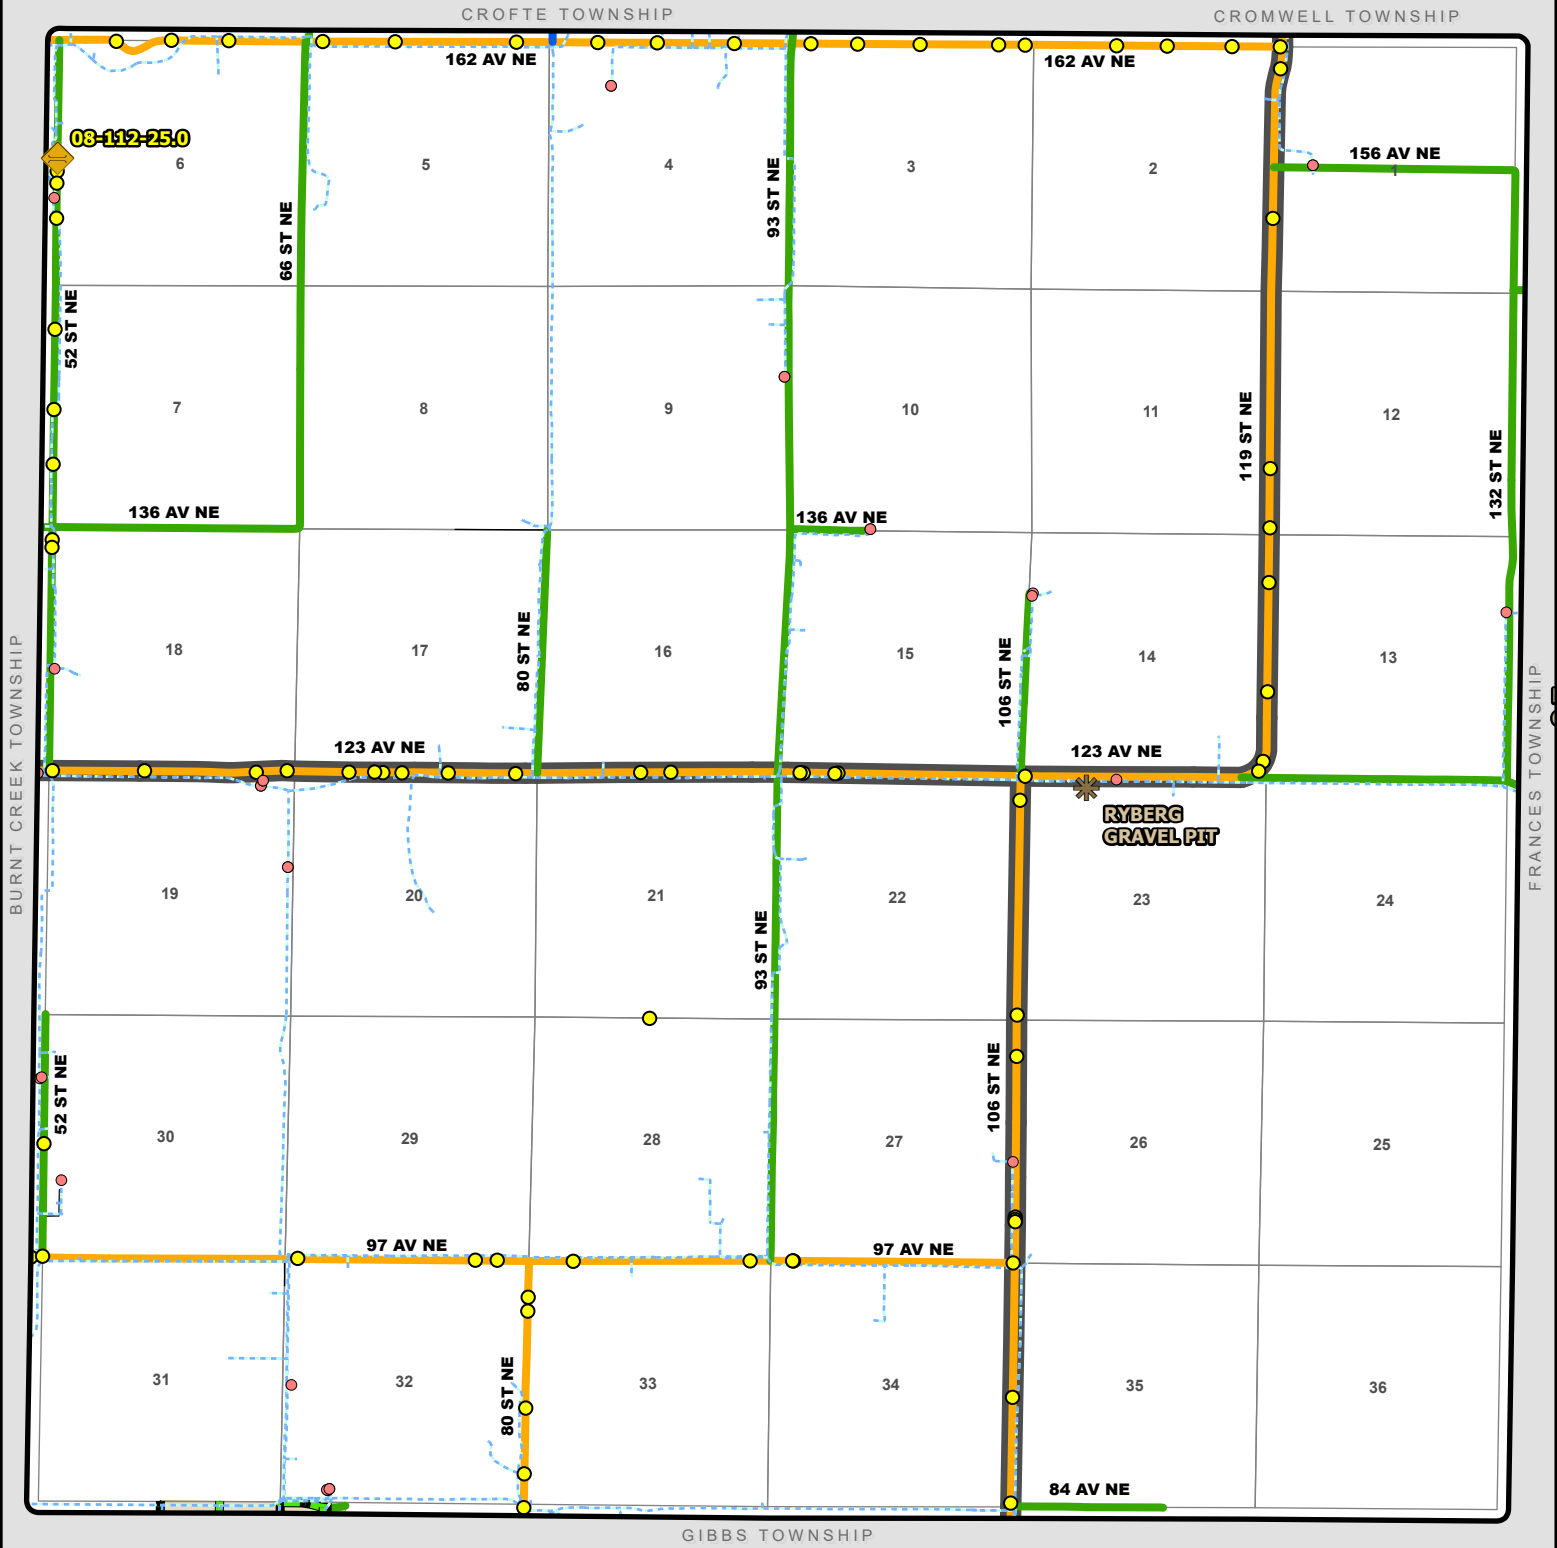 CROFTE TOWNSHIP
CROMWELL TOWNSHIP
162 AV NE
162 AV NE
08-112-25.0
156 AV NE
6
5
4
3
2
1
93 ST NE
66 ST NE
52 ST NE
7
8
9
10
11
12
119 ST NE
132 ST NE
136 AV NE
136 AV NE
18
17
16
15
14
13
80 ST NE
106 ST NE
BURNT CREEK TOWNSHIP
FRANCES TOWNSHIP
123 AV NE
123 AV NE
RYBERG
GRAVEL PIT
19
20
21
22
23
24
93 ST NE
52 ST NE
106 ST NE
30
29
28
27
26
25
97 AV NE
97 AV NE
31
32
33
34
35
36
80 ST NE
84 AV NE
GIBBS TOWNSHIP